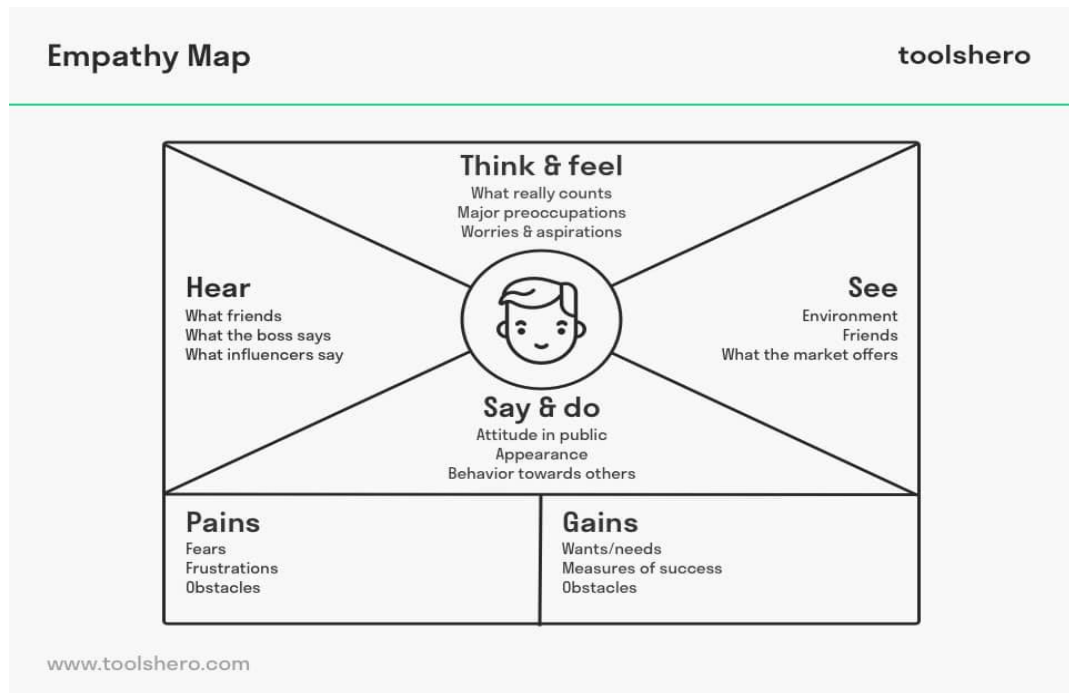 Empathy Map
toolshero
Think & feel
What really counts
Major preoccupations
Worries & aspirations
Hear
What friends
What the boss says
What influencers say
See
Environment
Friends
What the market offers
Say & do
Attitude in public
Appearance
Behavior towards others
Pains
Fears
Frustrations
Obstacles
Gains
Wants/needs
Measures of success
Obstacles
www.toolshero.com